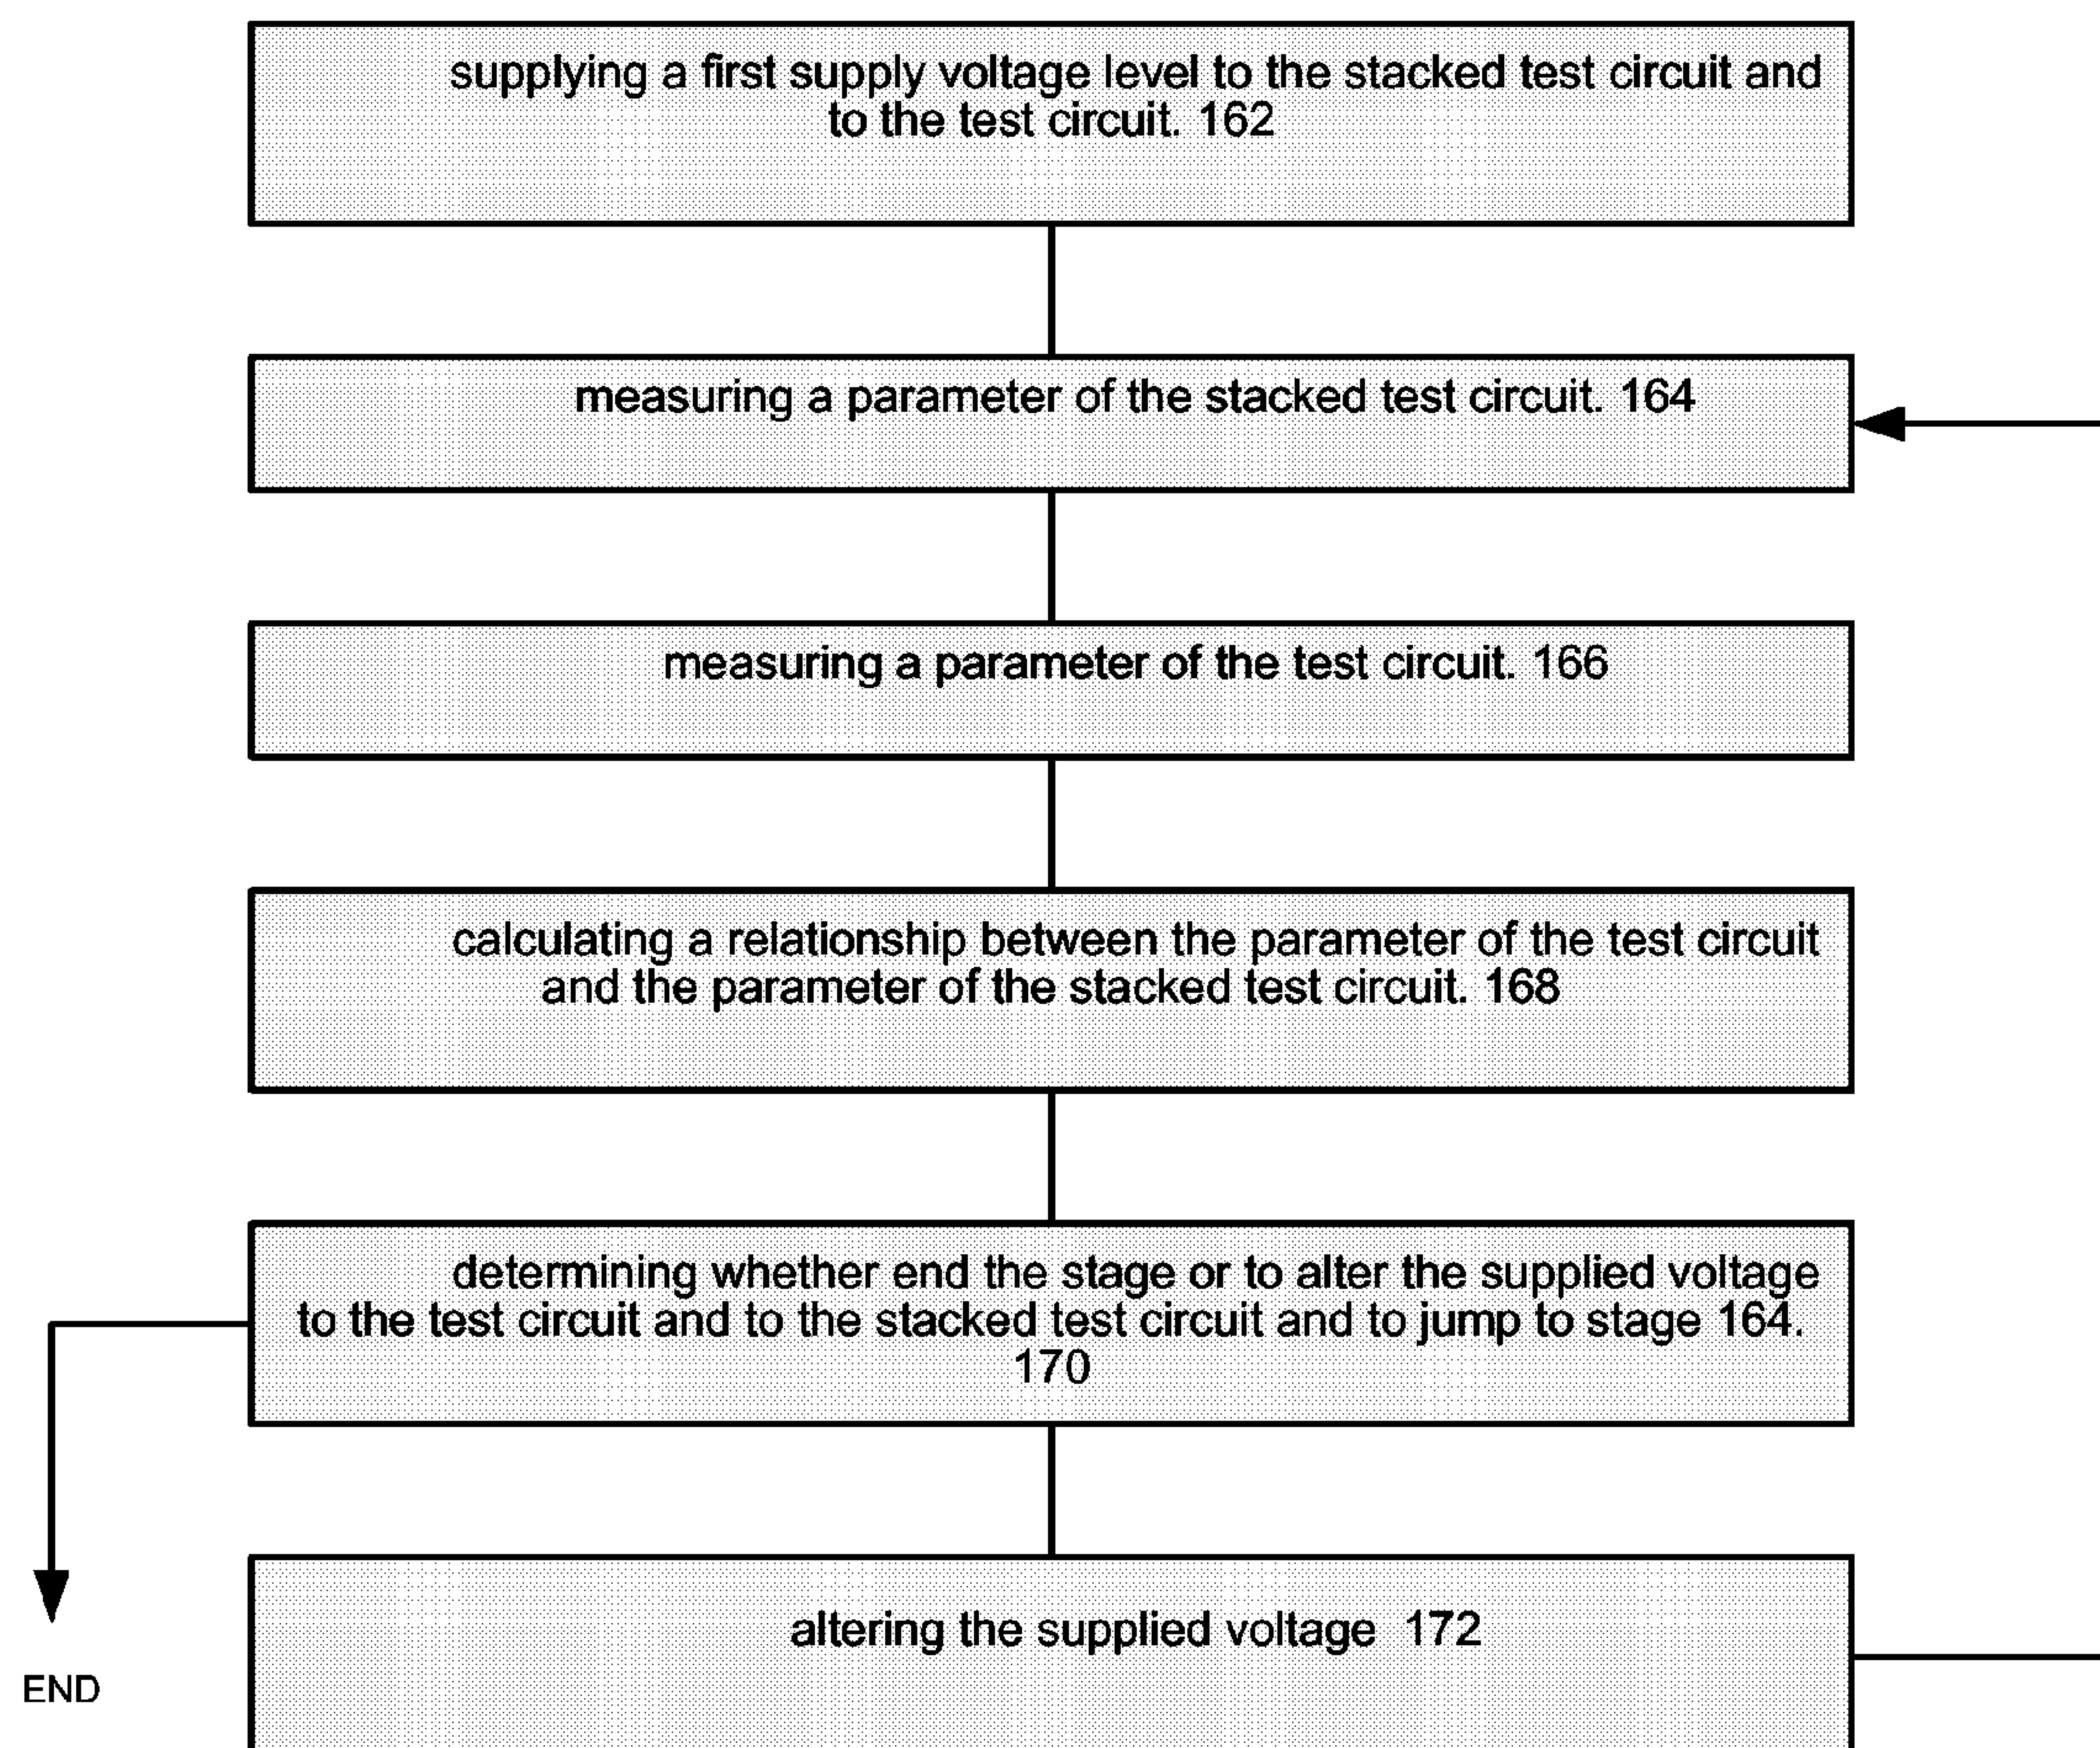 supplying a first supply voltage level to the stacked test circuit and
to the test circuit. 162
measuring a parameter of the stacked test circuit. 164
measuring a parameter of the test circuit. 166
calculating a relationship between the parameter of the test circuit
and the parameter of the stacked test circuit. 168
determining whether end the stage or to alter the supplied voltage
to the test circuit and to the stacked test circuit and to jump to stage 164.
170
altering the supplied voltage 172
END